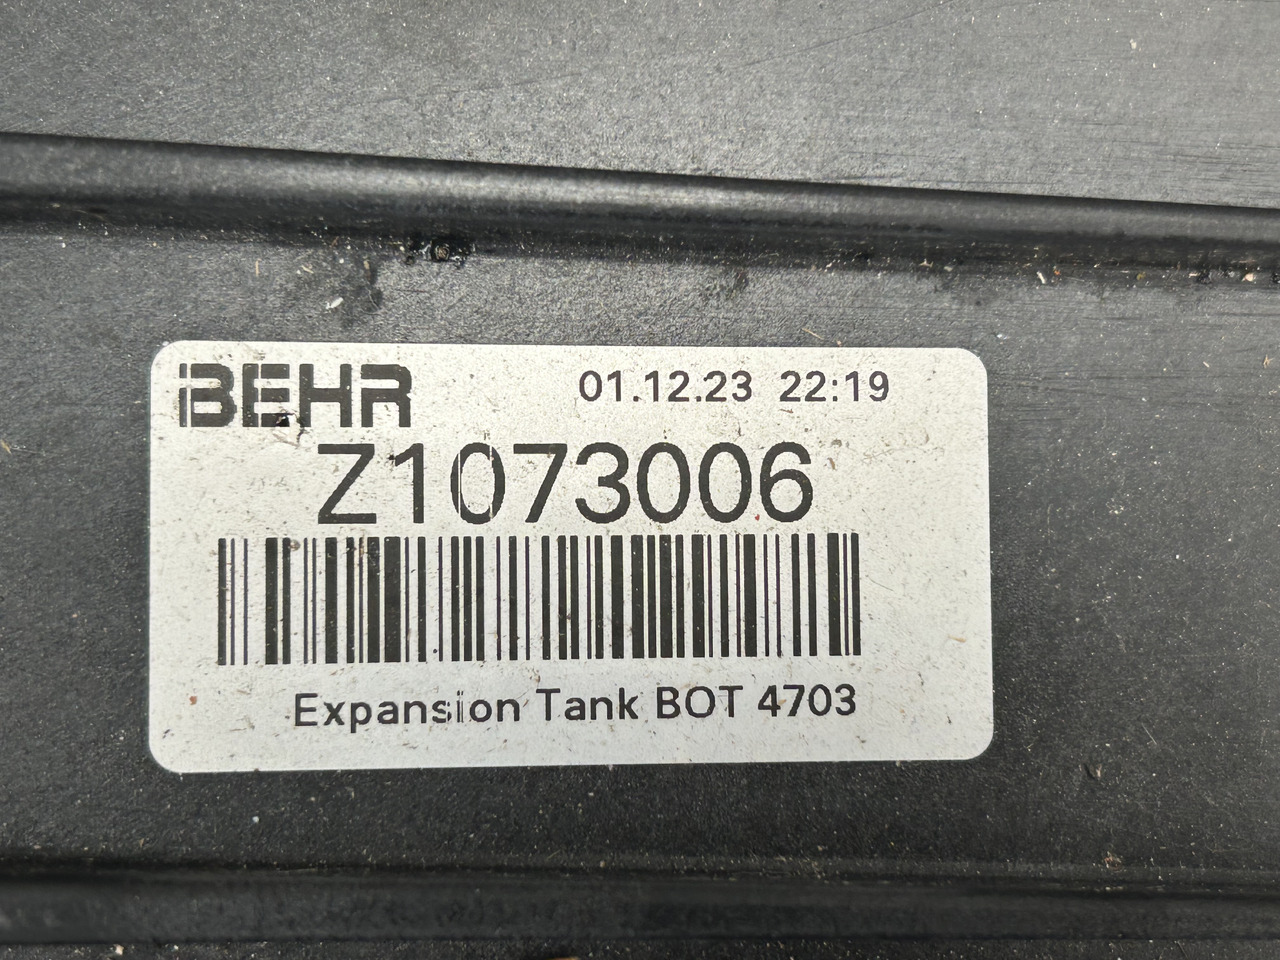 BEHR 01.12.23 22:19
Z1073006
Expansion Tank BOT 4703